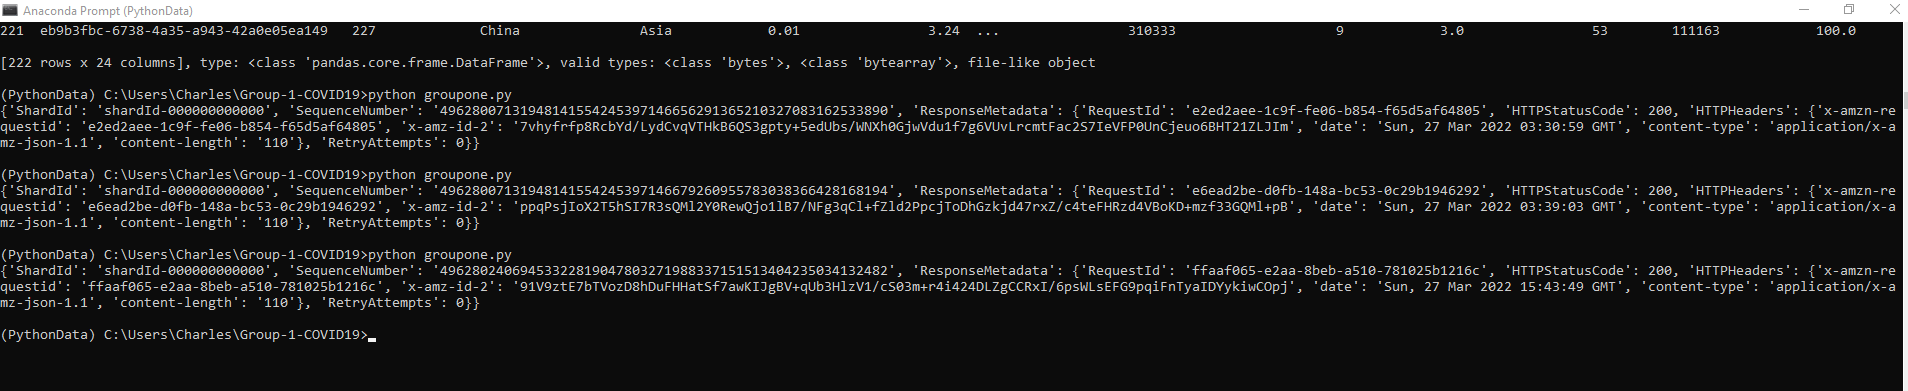 Anaconda Prompt (PythonData)
221 eb9b3fbc-6738-4a35-a943-42a0e05ea149 227 China Asia 0.01 3.24 ... 310333 9 3.0 53 111163 100.0
[222 rows x 24 columns], type: <class 'pandas.core.frame.DataFrame'>, valid types: <class 'bytes'>, <class 'bytearray'>, file-like object
(PythonData) C:\Users\Charles\Group-1-COVID19>python groupone.py
{'ShardId': 'shardId-000000000000', 'SequenceNumber': '49628007131948141554245397146656291365210327083162533890', 'ResponseMetadata': {'RequestId': 'e2ed2aee-1c9f-fe06-b854-f65d5af64805', 'HTTPStatusCode': 200, 'HTTPHeaders': {'x-amzn-re
questid': 'e2ed2aee-1c9f-fe06-b854-f65d5af64805', 'x-amz-id-2': '7vhyfrfp8RcbYd/LydCvqVTHkB6QS3gpty+5edUbs/WNXh0GjwVdu1f7g6VUvLrcmtFac2S7IeVFP0UnCjeuo6BHT21ZLJIm', 'date': 'Sun, 27 Mar 2022 03:30:59 GMT', 'content-type': 'application/x-a
mz-json-1.1', 'content-length': '110'}, 'RetryAttempts': 0}}
(PythonData) C:\Users\Charles\Group-1-COVID19>python groupone.py
{'ShardId': 'shardId-000000000000', 'SequenceNumber': '49628007131948141554245397146679260955783038366428168194', 'ResponseMetadata': {'RequestId': 'e6ead2be-d0fb-148a-bc53-0c29b1946292', 'HTTPStatusCode': 200, 'HTTPHeaders': {'x-amzn-re
questid': 'e6ead2be-d0fb-148a-bc53-0c29b1946292', 'x-amz-id-2': 'ppqPsjIoX2T5hSI7R3sQMl2Y0RewQjo1lB7/NFg3qCl+fZld2PpcjToDhGzkjd47rxZ/c4teFHRzd4VBoKD+mzf33GQMl+pB', 'date': 'Sun, 27 Mar 2022 03:39:03 GMT', 'content-type': 'application/x-a
mz-json-1.1', 'content-length': '110'}, 'RetryAttempts': 0}}
(PythonData) C:\Users\Charles\Group-1-COVID19>python groupone.py
{'ShardId': 'shardId-000000000000', 'SequenceNumber': '49628024069453322819047803271988337151513404235034132482', 'ResponseMetadata': {'RequestId': 'ffaaf065-e2aa-8beb-a510-781025b1216c', 'HTTPStatusCode': 200, 'HTTPHeaders': {'x-amzn-re
questid': 'ffaaf065-e2aa-8beb-a510-781025b1216c', 'x-amz-id-2': '91V9ztE7bTVozD8hDuFHHatSf7awKIJgBV+qUb3HlzV1/cS03m+r4i424DLZgCCRxI/6psWLsEFG9pqiFnTyaIDYykiwCOpj', 'date': 'Sun, 27 Mar 2022 15:43:49 GMT', 'content-type': 'application/x-a
mz-json-1.1', 'content-length': '110'}, 'RetryAttempts': 0}}
(PythonData) C:\Users\Charles\Group-1-COVID19>